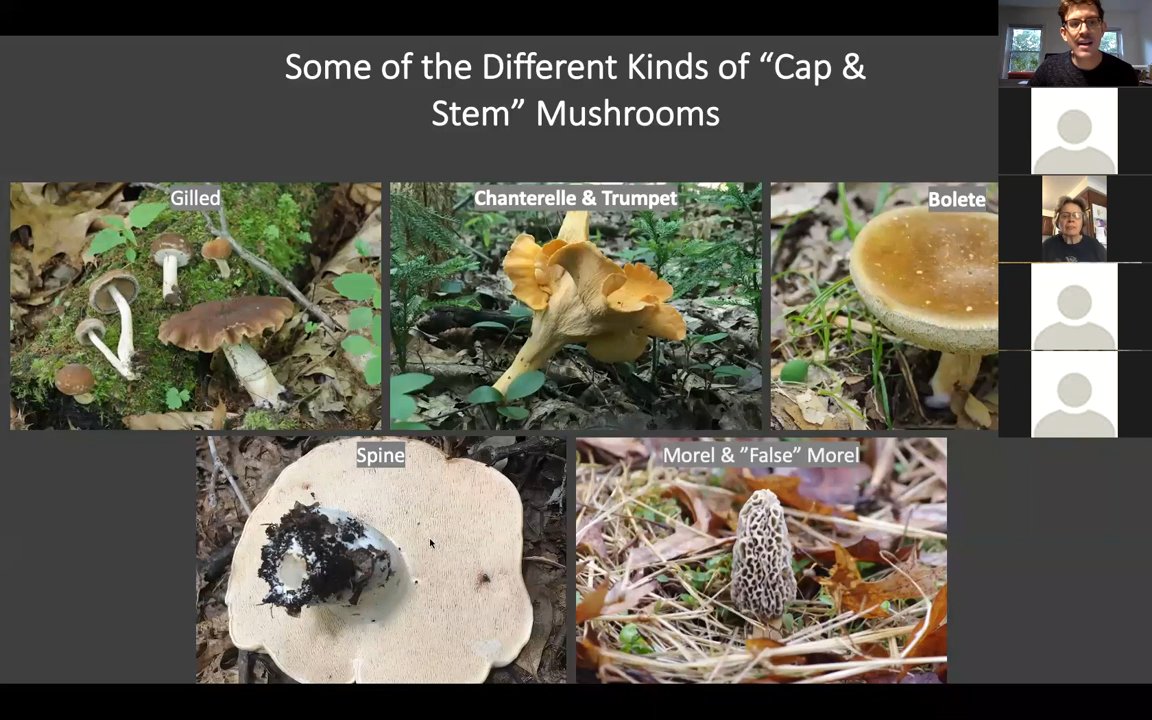 Some of the Different Kinds of “Cap &
Stem” Mushrooms
Gilled
Chanterelle & Trumpet
Bolete
Spine
Morel & ”False” Morel